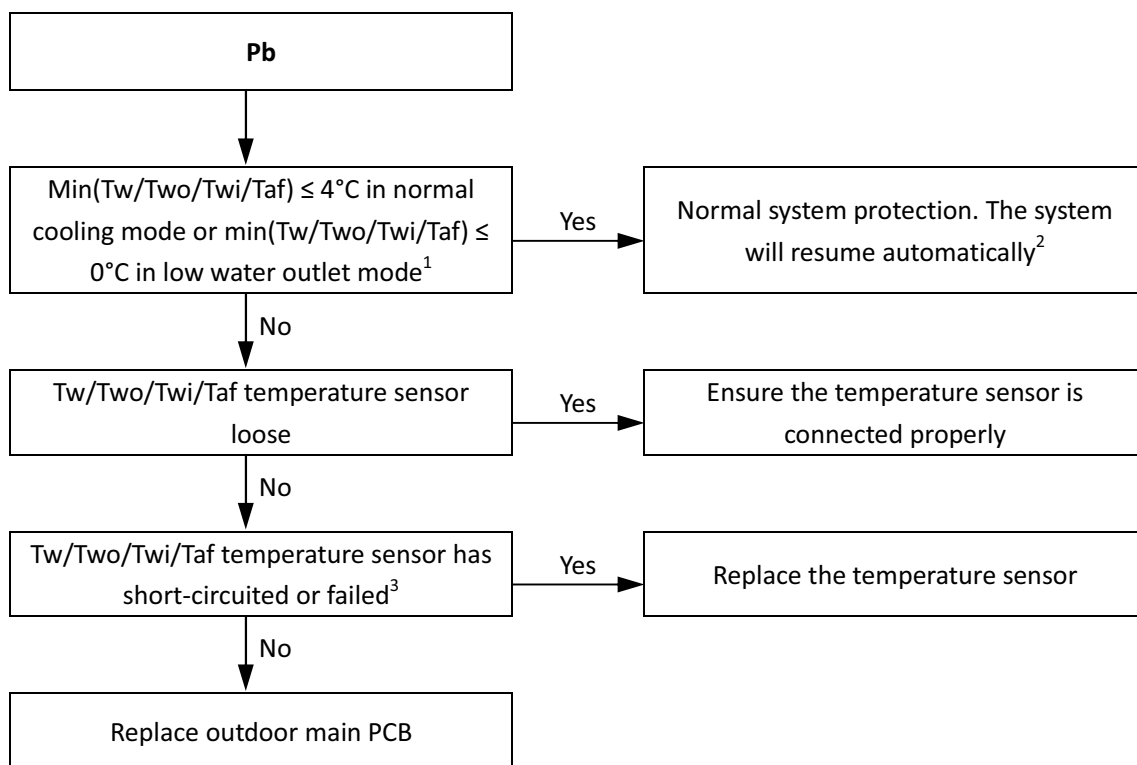 Pb
Min(Tw/Two/Twi/Taf) ≤ 4°C in normal
cooling mode or min(Tw/Two/Twi/Taf) ≤
0°C in low water outlet mode¹
Yes
Normal system protection. The system
will resume automatically²
No
Tw/Two/Twi/Taf temperature sensor
loose
Yes
Ensure the temperature sensor is
connected properly
No
Tw/Two/Twi/Taf temperature sensor has
short-circuited or failed³
Yes
Replace the temperature sensor
No
Replace outdoor main PCB